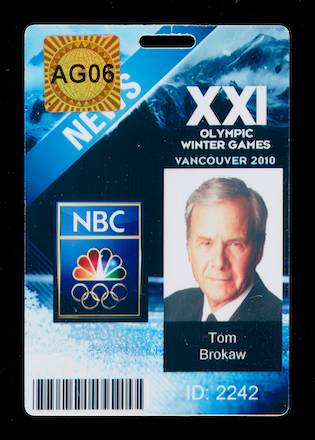 AG06
NEWS
XXI
OLYMPIC
WINTER GAMES
VANCOUVER 2010
NBC
Tom
Brokaw
ID: 2242